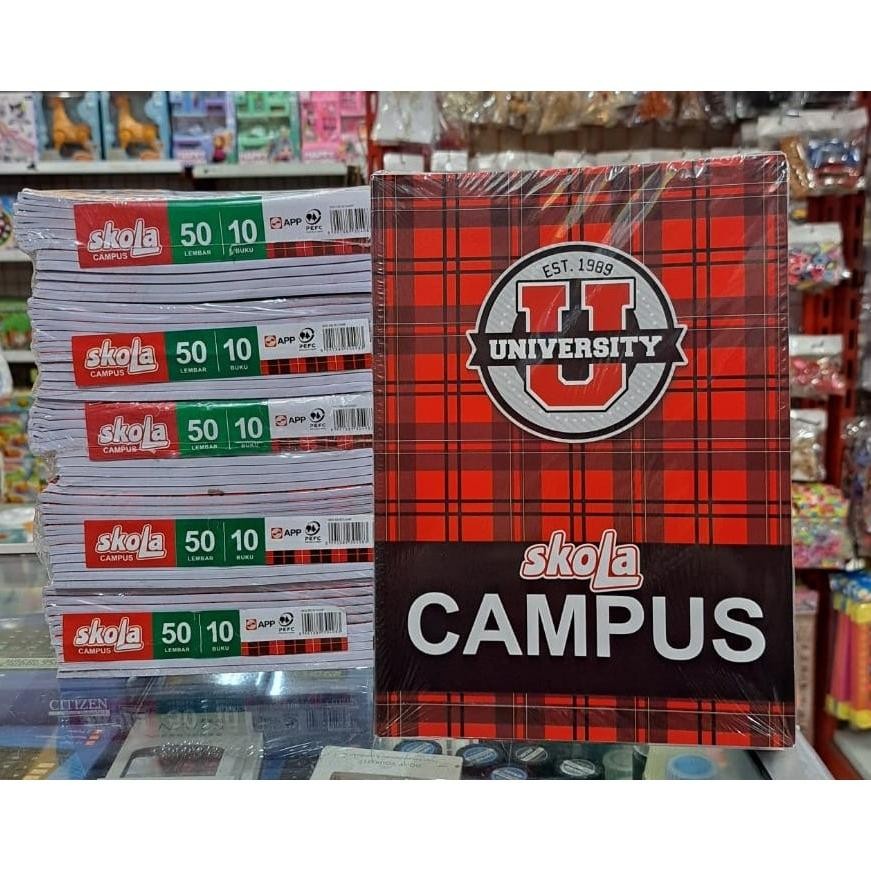 skola
CAMPUS
50
LEMBAR
10
BUKU
APP
PEFC
skola
CAMPUS
50
LEMBAR
10
BUKU
APP
PEFC
skola
CAMPUS
50
LEMBAR
10
BUKU
APP
PEFC
skola
CAMPUS
50
LEMBAR
10
BUKU
APP
PEFC
skola
CAMPUS
50
LEMBAR
10
BUKU
APP
PEFC
EST. 1989
U
UNIVERSITY
skola
CAMPUS
CITIZEN